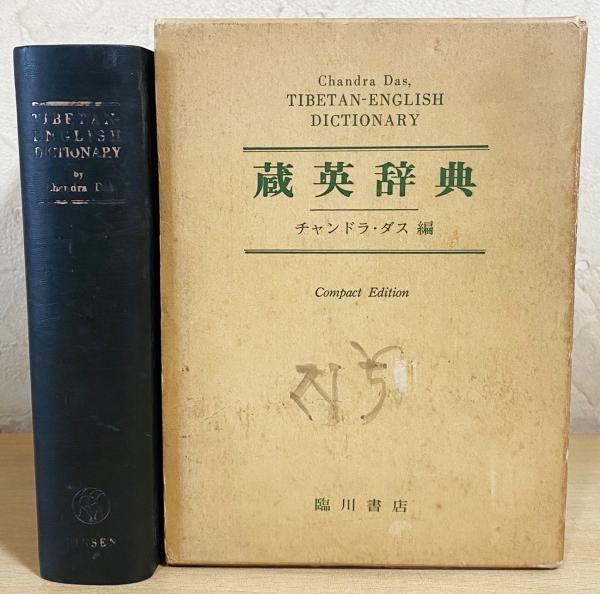 TIBETAN-
ENGLISH
DICTIONARY
by
Chandra Das
RINSEN
Chandra Das,
TIBETAN-ENGLISH
DICTIONARY
蔵英辞典
チャンドラ・ダス 編
Compact Edition
臨川書店